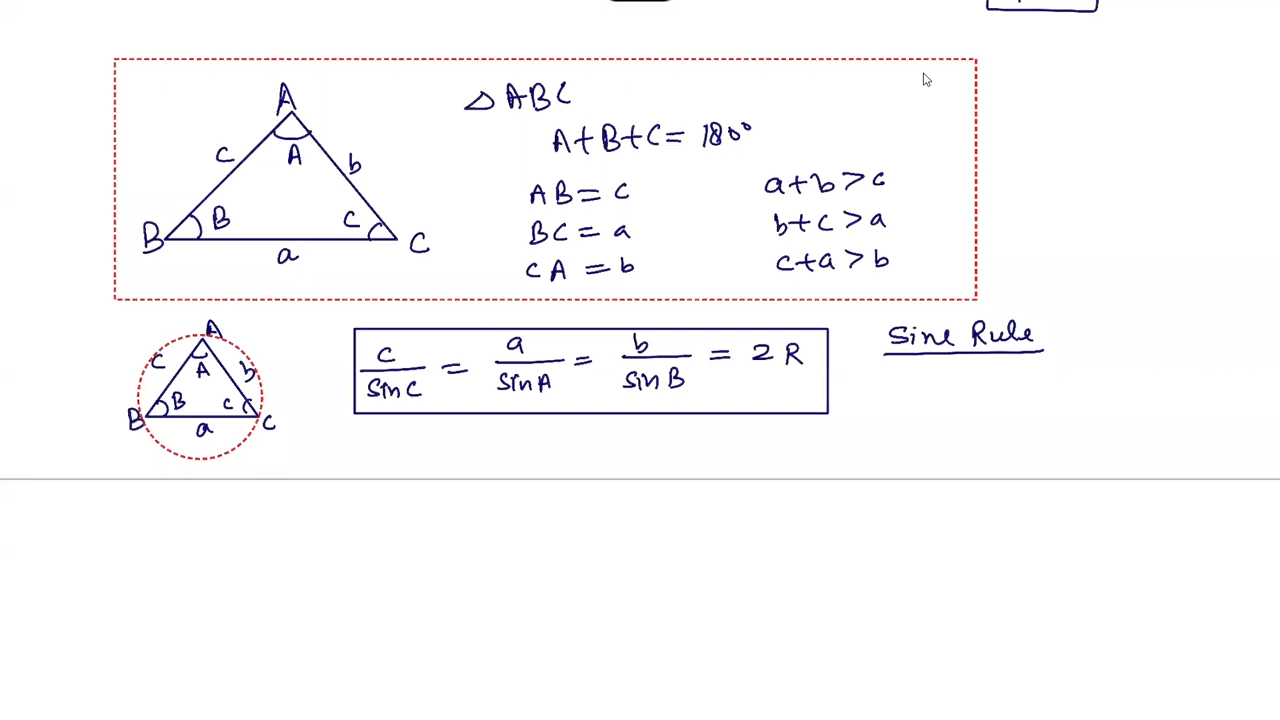 A
c
A
b
B
B
c
C
a
△ ABC
A+B+C = 180°
AB = c
BC = a
CA = b
a+b > c
b+c > a
c+a > b
A
c
A
b
B
B
c
C
a
c/sinC = a/sinA = b/sinB = 2R
Sine Rule